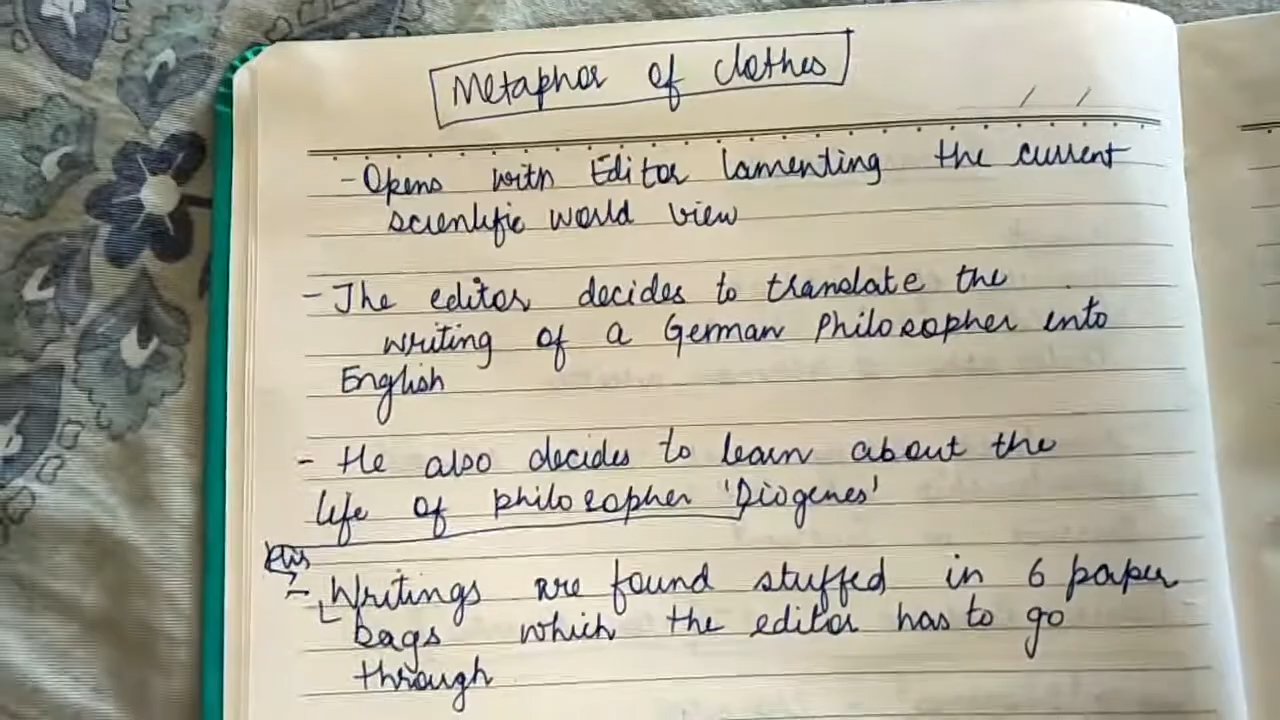 Metaphor of clothes
- Opens with Editor lamenting the current
scientific world view
- The editor decides to translate the
writing of a German Philosopher into
English
- He also decides to learn about the
life of philosopher 'Diogenes'
His
- Writings are found stuffed in 6 paper
bags which the editor has to go
through